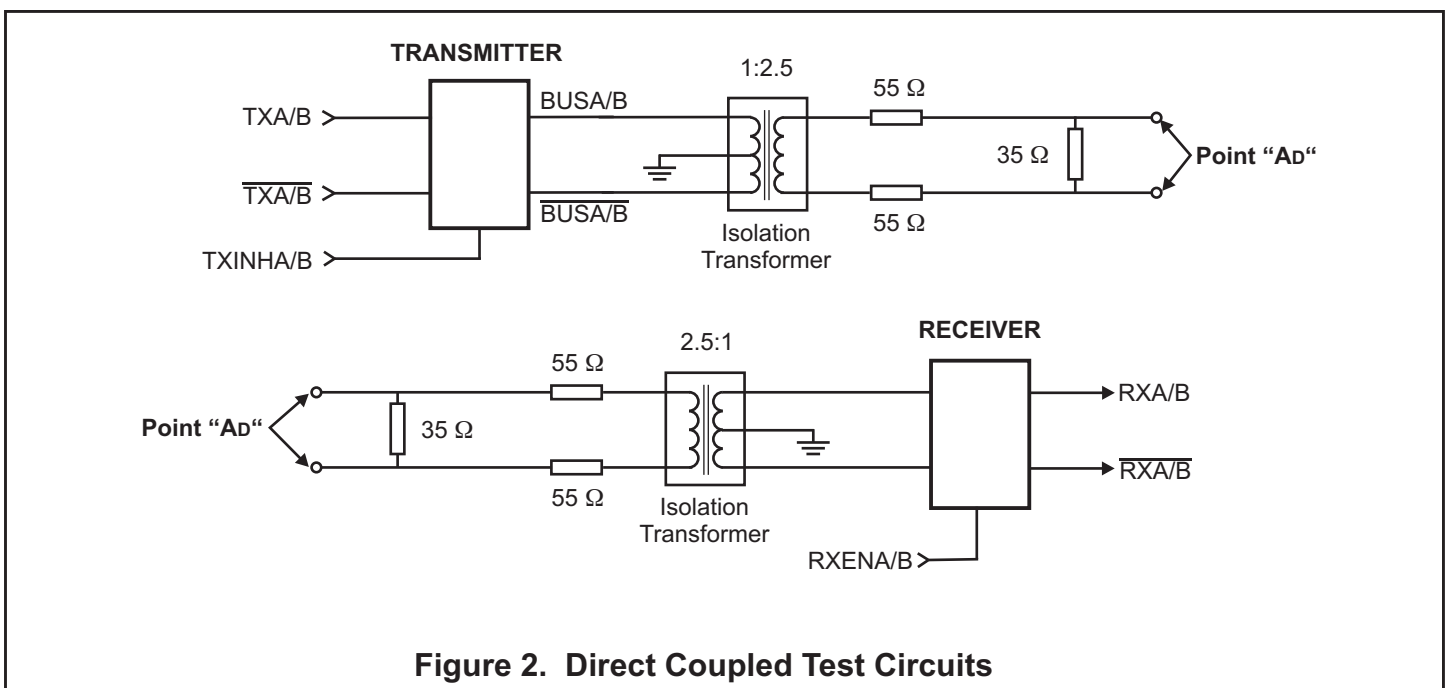 TRANSMITTER
1:2.5
TXA/B
BUSA/B
55 Ω
35 Ω
Point “AD“
TXA/B
BUSA/B
55 Ω
TXINHA/B
Isolation
Transformer
RECEIVER
2.5:1
55 Ω
RXA/B
Point “AD“
35 Ω
RXA/B
55 Ω
Isolation
Transformer
RXENA/B
Figure 2. Direct Coupled Test Circuits